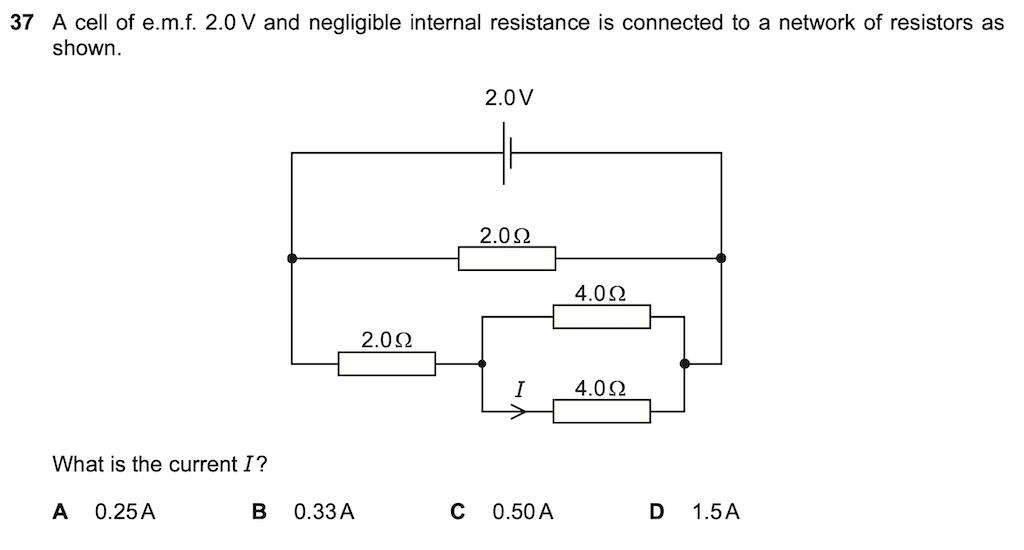 37 A cell of e.m.f. 2.0 V and negligible internal resistance is connected to a network of resistors as
shown.
2.0 V
2.0 Ω
4.0 Ω
2.0 Ω
I
4.0 Ω
What is the current I?
A 0.25 A B 0.33 A C 0.50 A D 1.5 A